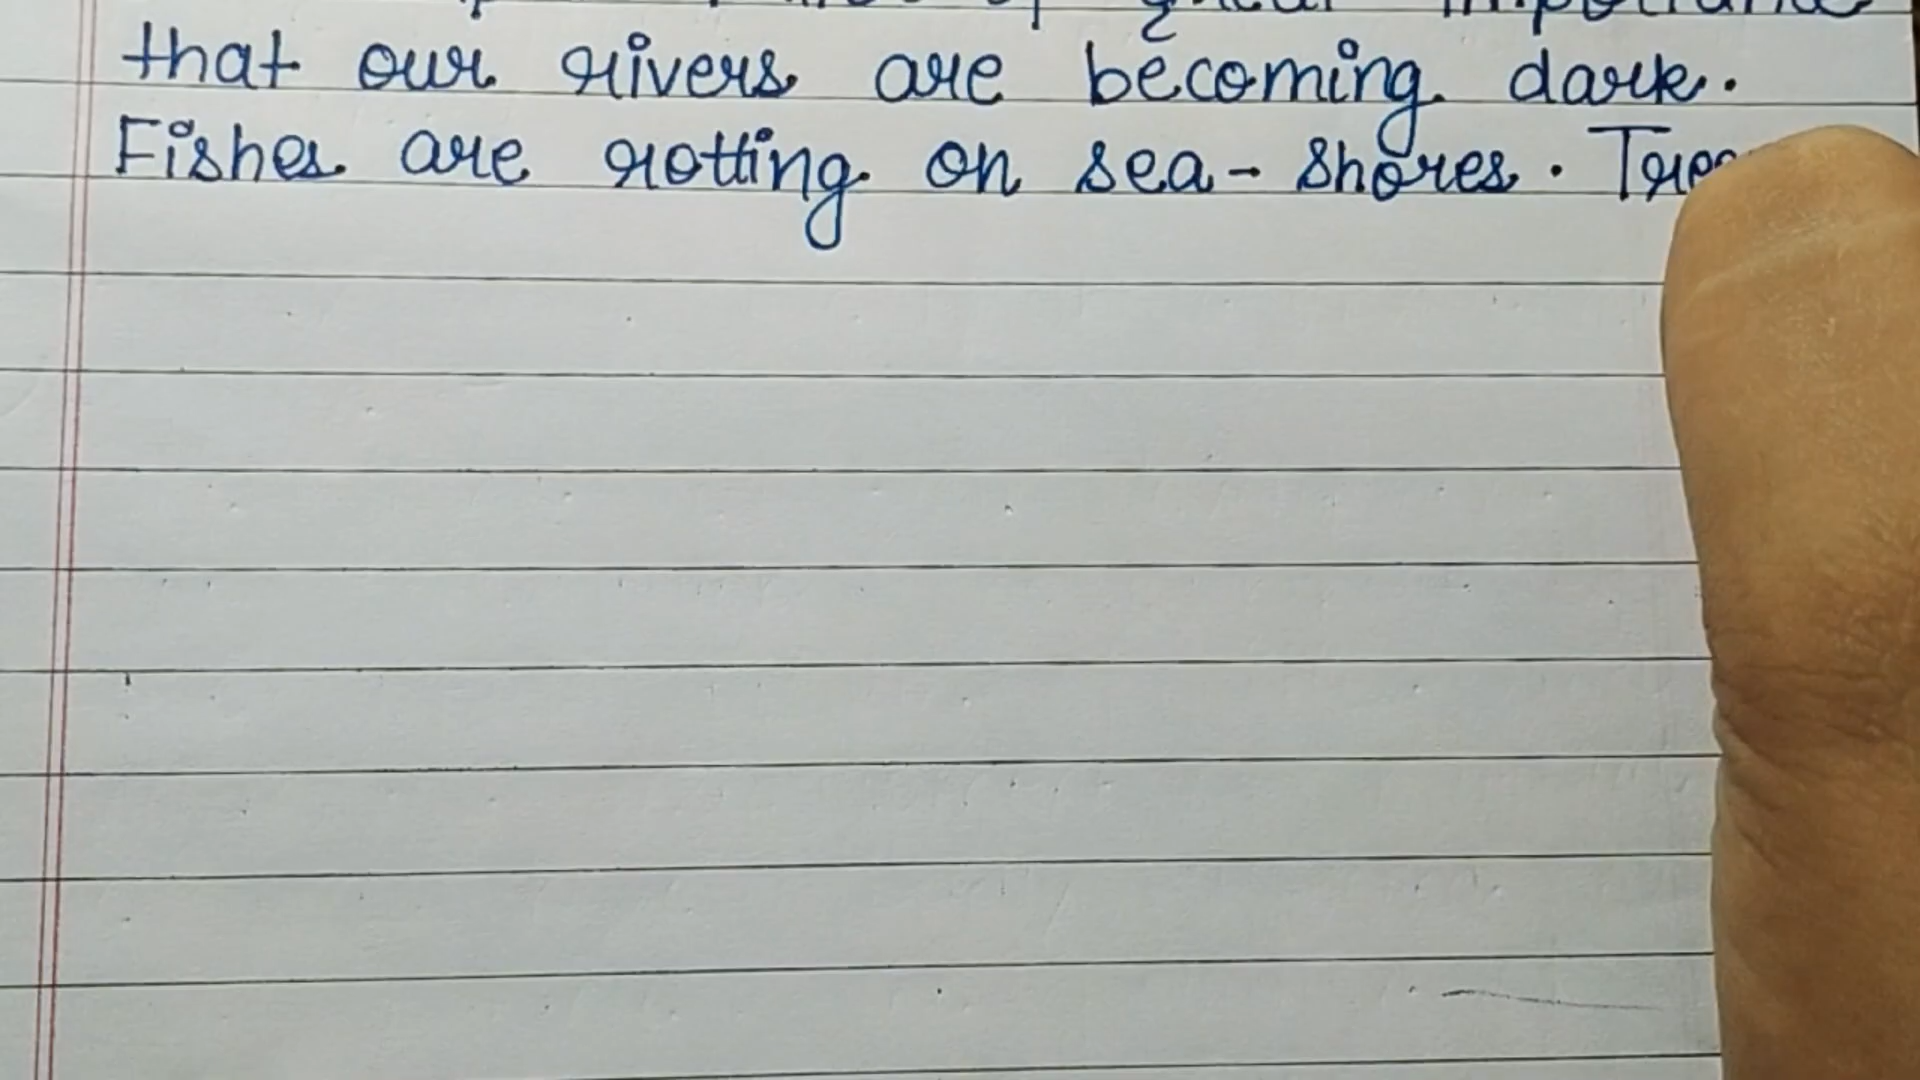 that our rivers are becoming dark.
Fishes are rotting on sea-shores.